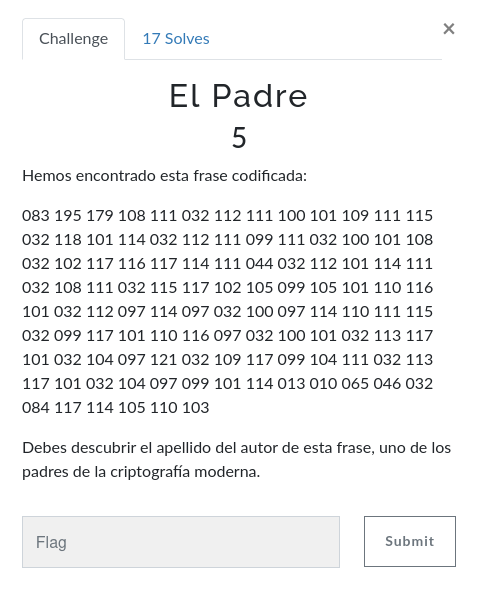 Challenge 17 Solves ×
El Padre
5
Hemos encontrado esta frase codificada:
083 195 179 108 111 032 112 111 100 101 109 111 115
032 118 101 114 032 112 111 099 111 032 100 101 108
032 102 117 116 117 114 111 044 032 112 101 114 111
032 108 111 032 115 117 102 105 099 105 101 110 116
101 032 112 097 114 097 032 100 097 114 110 111 115
032 099 117 101 110 116 097 032 100 101 032 113 117
101 032 104 097 121 032 109 117 099 104 111 032 113
117 101 032 104 097 099 101 114 013 010 065 046 032
084 117 114 105 110 103
Debes descubrir el apellido del autor de esta frase, uno de los
padres de la criptografía moderna.
Flag Submit